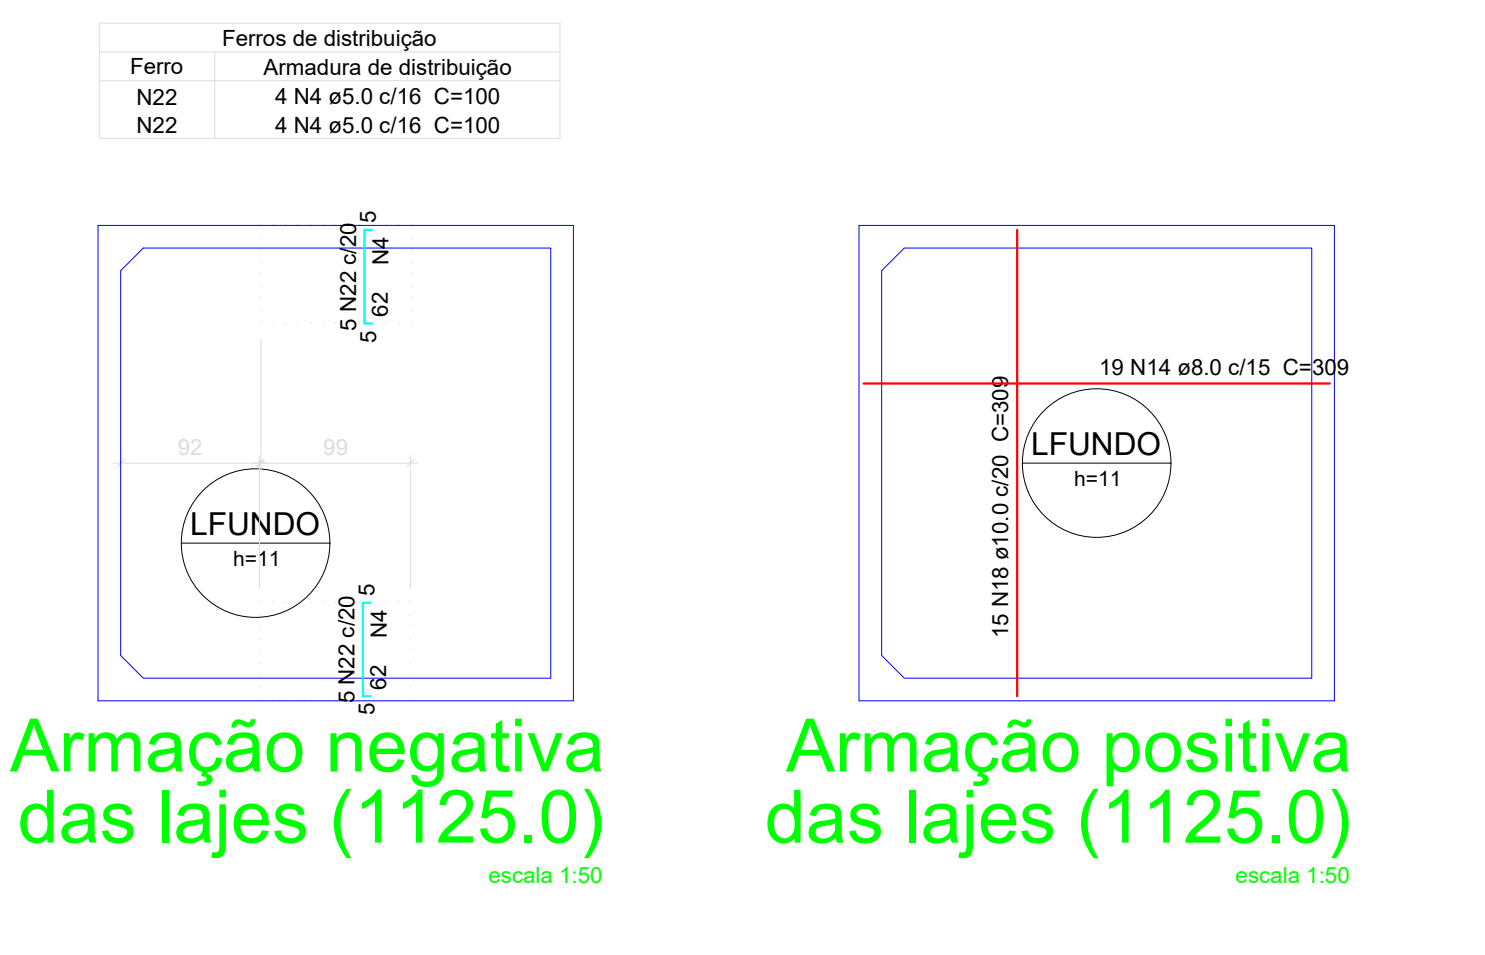 Ferros de distribuição
Ferro Armadura de distribuição
N22 4 N4 ø5.0 c/16 C=100
N22 4 N4 ø5.0 c/16 C=100
5 N22 c/20
5
N4
62
5
92 99
LFUNDO
h=11
5 N22 c/20
5
N4
62
5
Armação negativa
das lajes (1125.0)
escala 1:50
19 N14 ø8.0 c/15 C=309
15 N18 ø10.0 c/20 C=309
LFUNDO
h=11
Armação positiva
das lajes (1125.0)
escala 1:50